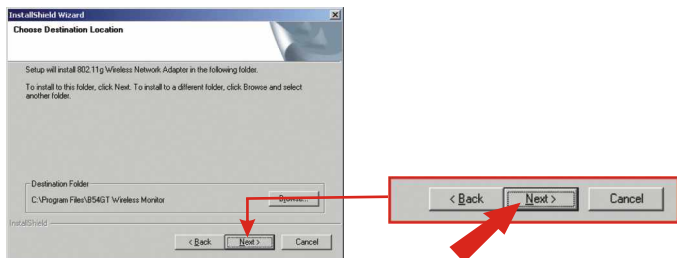 InstallShield Wizard
Choose Destination Location
Setup will install 802.11g Wireless Network Adapter in the following folder.
To install to this folder, click Next. To install to a different folder, click Browse and select
another folder.
Destination Folder
C:\Program Files\B54GT Wireless Monitor
Browse...
InstallShield
< Back Next > Cancel
< Back Next > Cancel